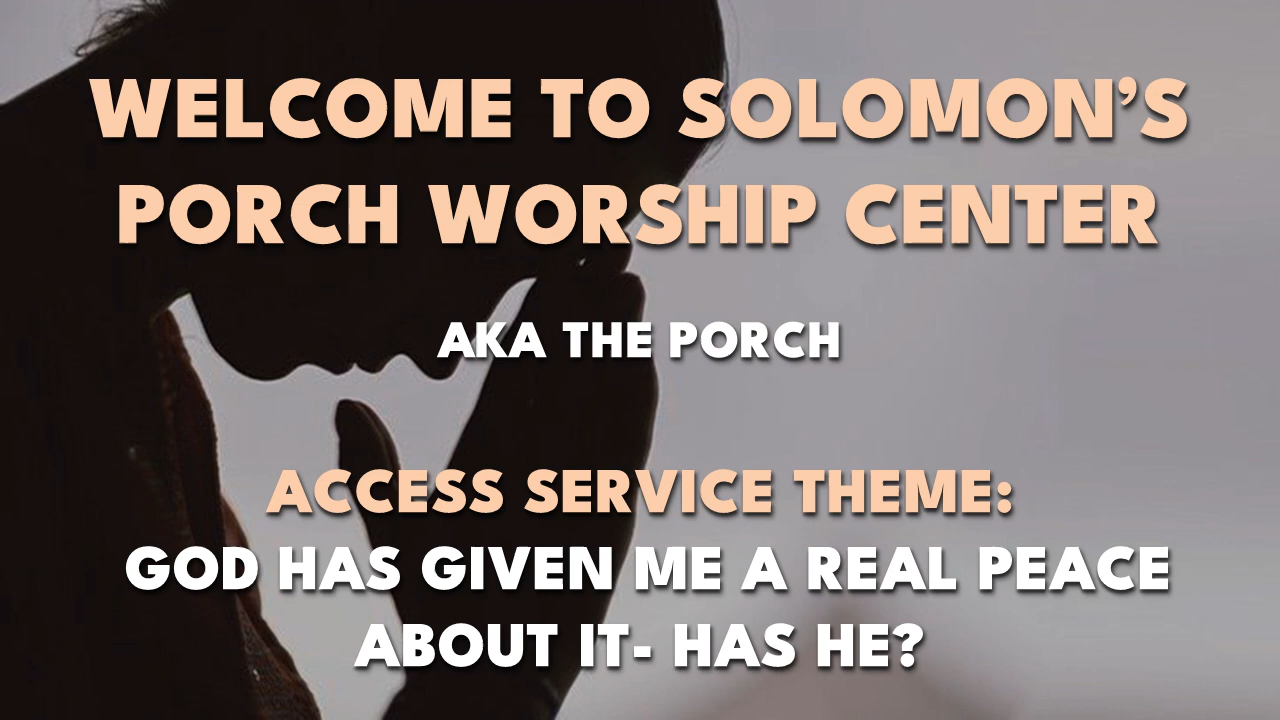 WELCOME TO SOLOMON’S
PORCH WORSHIP CENTER
AKA THE PORCH
ACCESS SERVICE THEME:
GOD HAS GIVEN ME A REAL PEACE
ABOUT IT- HAS HE?